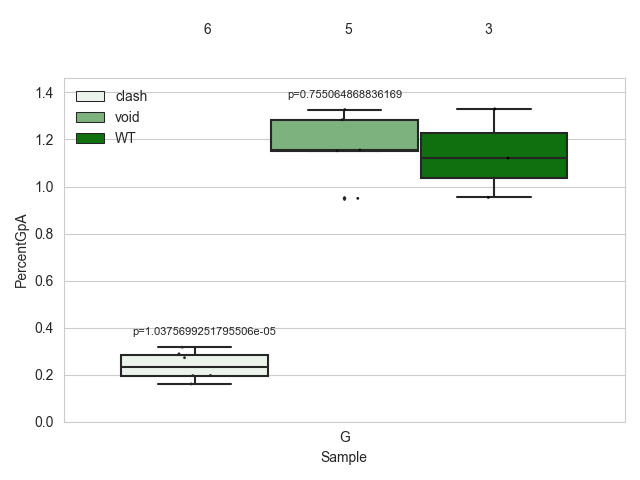 6 5 3
clash
void
WT
p=0.755064868836169
p=1.0375699251795506e-05
1.4
1.2
1.0
0.8
0.6
0.4
0.2
0.0
PercentGpA
G
Sample